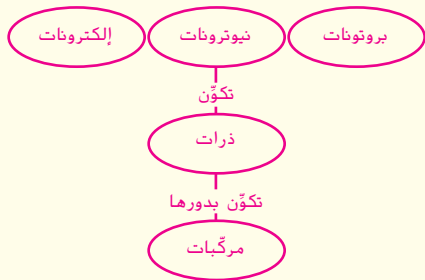 بروتونات نيوترونات إلكترونات
تكوِّن
ذرات
تكوِّن بدورها
مركّبات